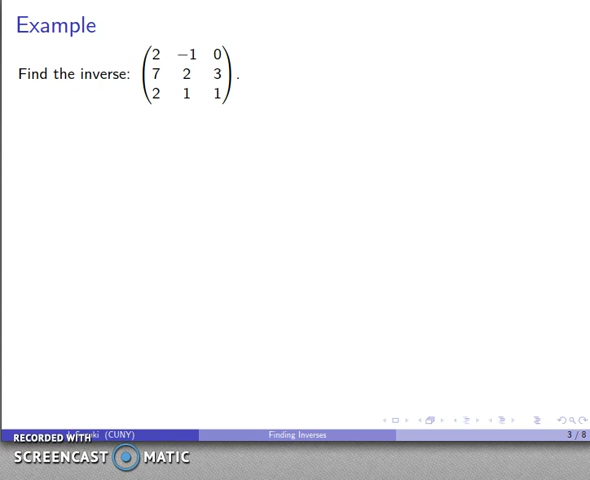 Example
Find the inverse: (2 −1 0
7 2 3
2 1 1).
(CUNY) Finding Inverses 3 / 8
RECORDED WITH
SCREENCAST MATIC